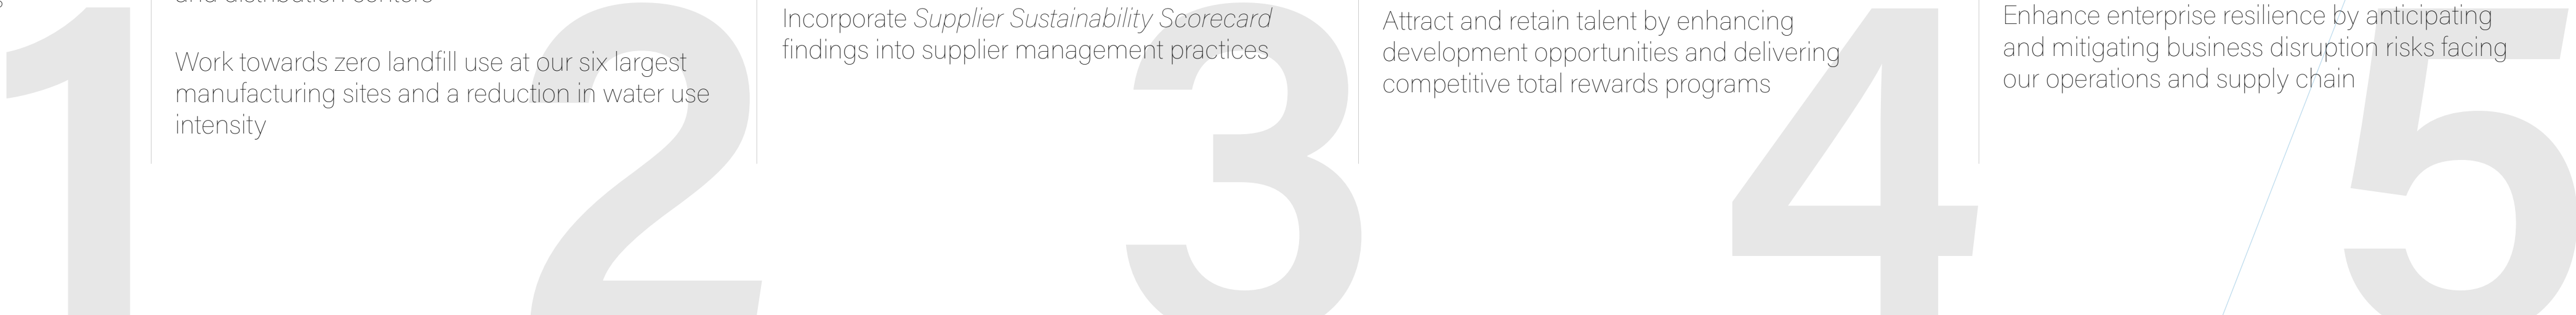 and distribution centers
Work towards zero landfill use at our six largest
manufacturing sites and a reduction in water use
intensity
Incorporate Supplier Sustainability Scorecard
findings into supplier management practices
Attract and retain talent by enhancing
development opportunities and delivering
competitive total rewards programs
Enhance enterprise resilience by anticipating
and mitigating business disruption risks facing
our operations and supply chain
1
2
3
4
5